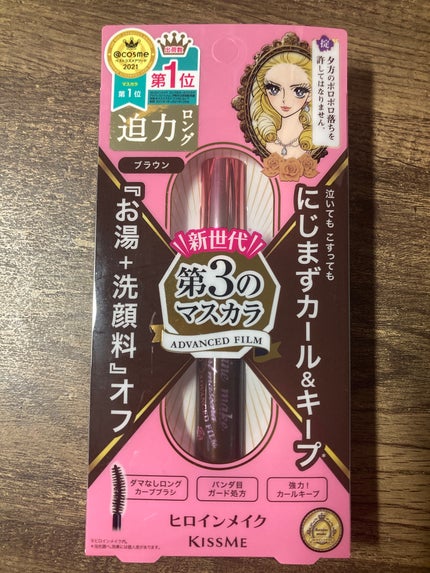 @cosme
2021
マスカラ
第1位
出荷数
第1位
迫力
ロング
ブラウン
掟
夕方のポロポロ落ちを
許してはなりません。
泣いても こすっても
にじまずカール&キープ
『お湯+洗顔料』オフ
新世代
第3の
マスカラ
ADVANCED FILM
ダマなしロング
カーブブラシ
パンダ目
ガード処方
強力!
カールキープ
ヒロインメイク
KISSME